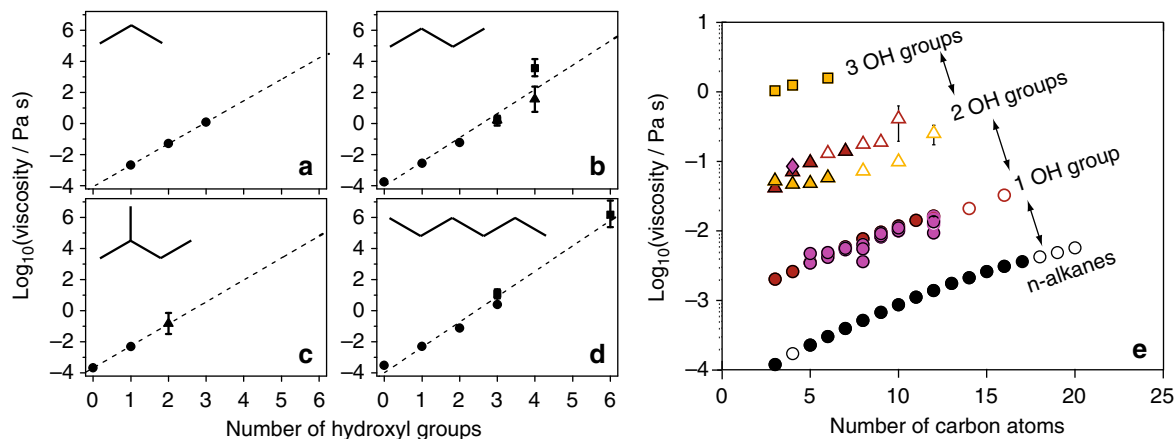 Log10(viscosity / Pa s)
6
4
2
0
−2
−4
a
6
4
2
0
−2
−4
b
6
4
2
0
−2
−4
0 1 2 3 4 5 6
c
6
4
2
0
−2
−4
0 1 2 3 4 5 6
d
Number of hydroxyl groups
Log10(viscosity / Pa s)
1
0
−1
−2
−3
−4
0 5 10 15 20 25
3 OH groups
2 OH groups
1 OH group
n-alkanes
e
Number of carbon atoms